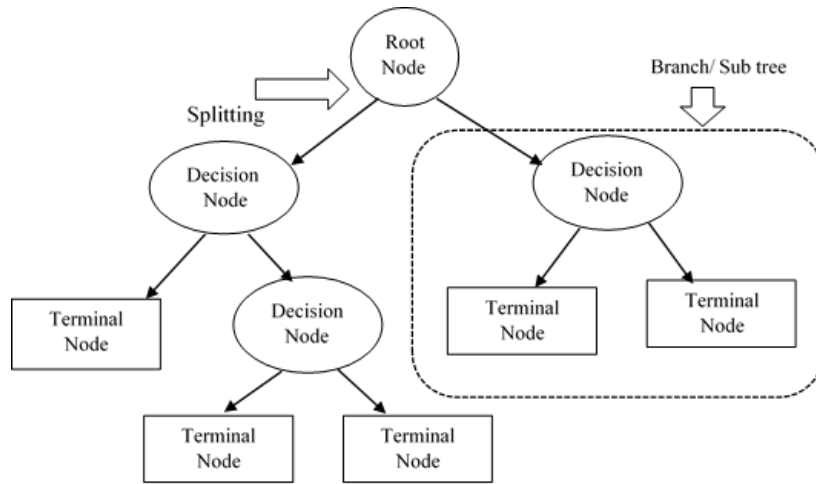 Root
Node
Branch/ Sub tree
Splitting
Decision
Node
Decision
Node
Terminal
Node
Decision
Node
Terminal
Node
Terminal
Node
Terminal
Node
Terminal
Node